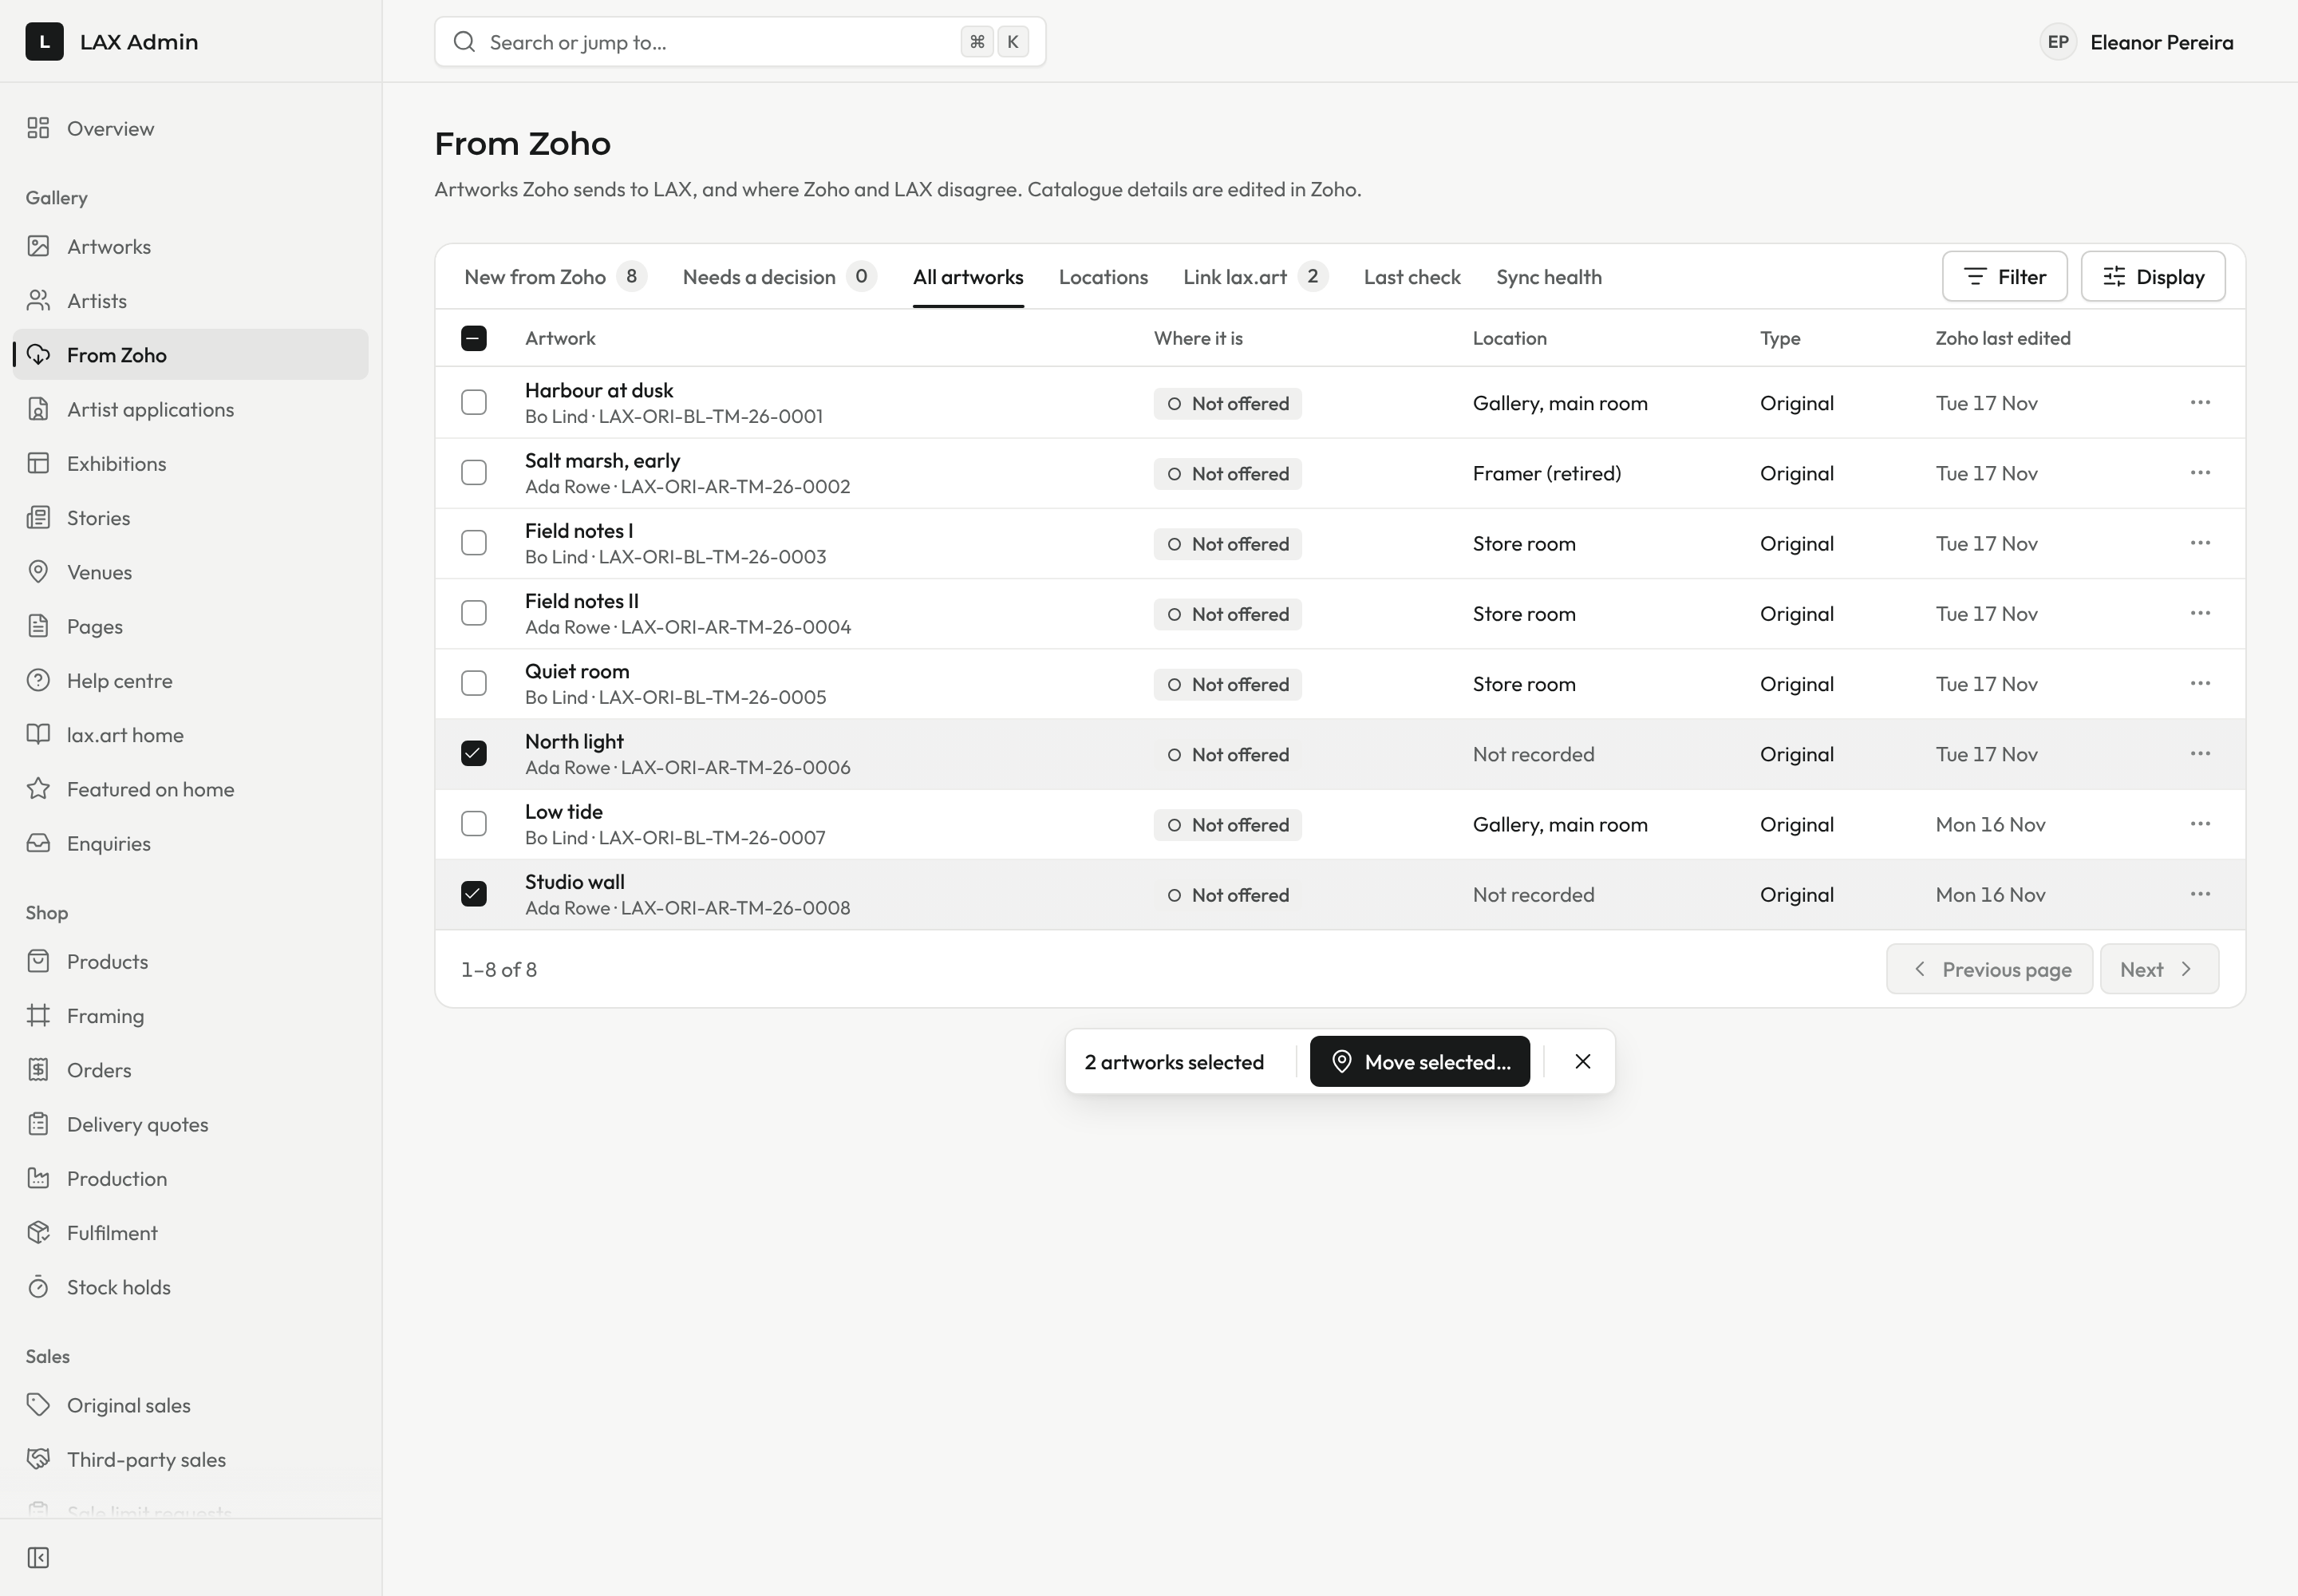 L LAX Admin
Search or jump to... ⌘ K
EP Eleanor Pereira
Overview
Gallery
Artworks
Artists
From Zoho
Artist applications
Exhibitions
Stories
Venues
Pages
Help centre
lax.art home
Featured on home
Enquiries
Shop
Products
Framing
Orders
Delivery quotes
Production
Fulfilment
Stock holds
Sales
Original sales
Third-party sales
Sale limit requests
From Zoho
Artworks Zoho sends to LAX, and where Zoho and LAX disagree. Catalogue details are edited in Zoho.
New from Zoho 8 Needs a decision 0 All artworks Locations Link lax.art 2 Last check Sync health Filter Display
Artwork Where it is Location Type Zoho last edited
Harbour at dusk
Bo Lind · LAX-ORI-BL-TM-26-0001
Not offered Gallery, main room Original Tue 17 Nov
Salt marsh, early
Ada Rowe · LAX-ORI-AR-TM-26-0002
Not offered Framer (retired) Original Tue 17 Nov
Field notes I
Bo Lind · LAX-ORI-BL-TM-26-0003
Not offered Store room Original Tue 17 Nov
Field notes II
Ada Rowe · LAX-ORI-AR-TM-26-0004
Not offered Store room Original Tue 17 Nov
Quiet room
Bo Lind · LAX-ORI-BL-TM-26-0005
Not offered Store room Original Tue 17 Nov
North light
Ada Rowe · LAX-ORI-AR-TM-26-0006
Not offered Not recorded Original Tue 17 Nov
Low tide
Bo Lind · LAX-ORI-BL-TM-26-0007
Not offered Gallery, main room Original Mon 16 Nov
Studio wall
Ada Rowe · LAX-ORI-AR-TM-26-0008
Not offered Not recorded Original Mon 16 Nov
1–8 of 8 Previous page Next
2 artworks selected Move selected...